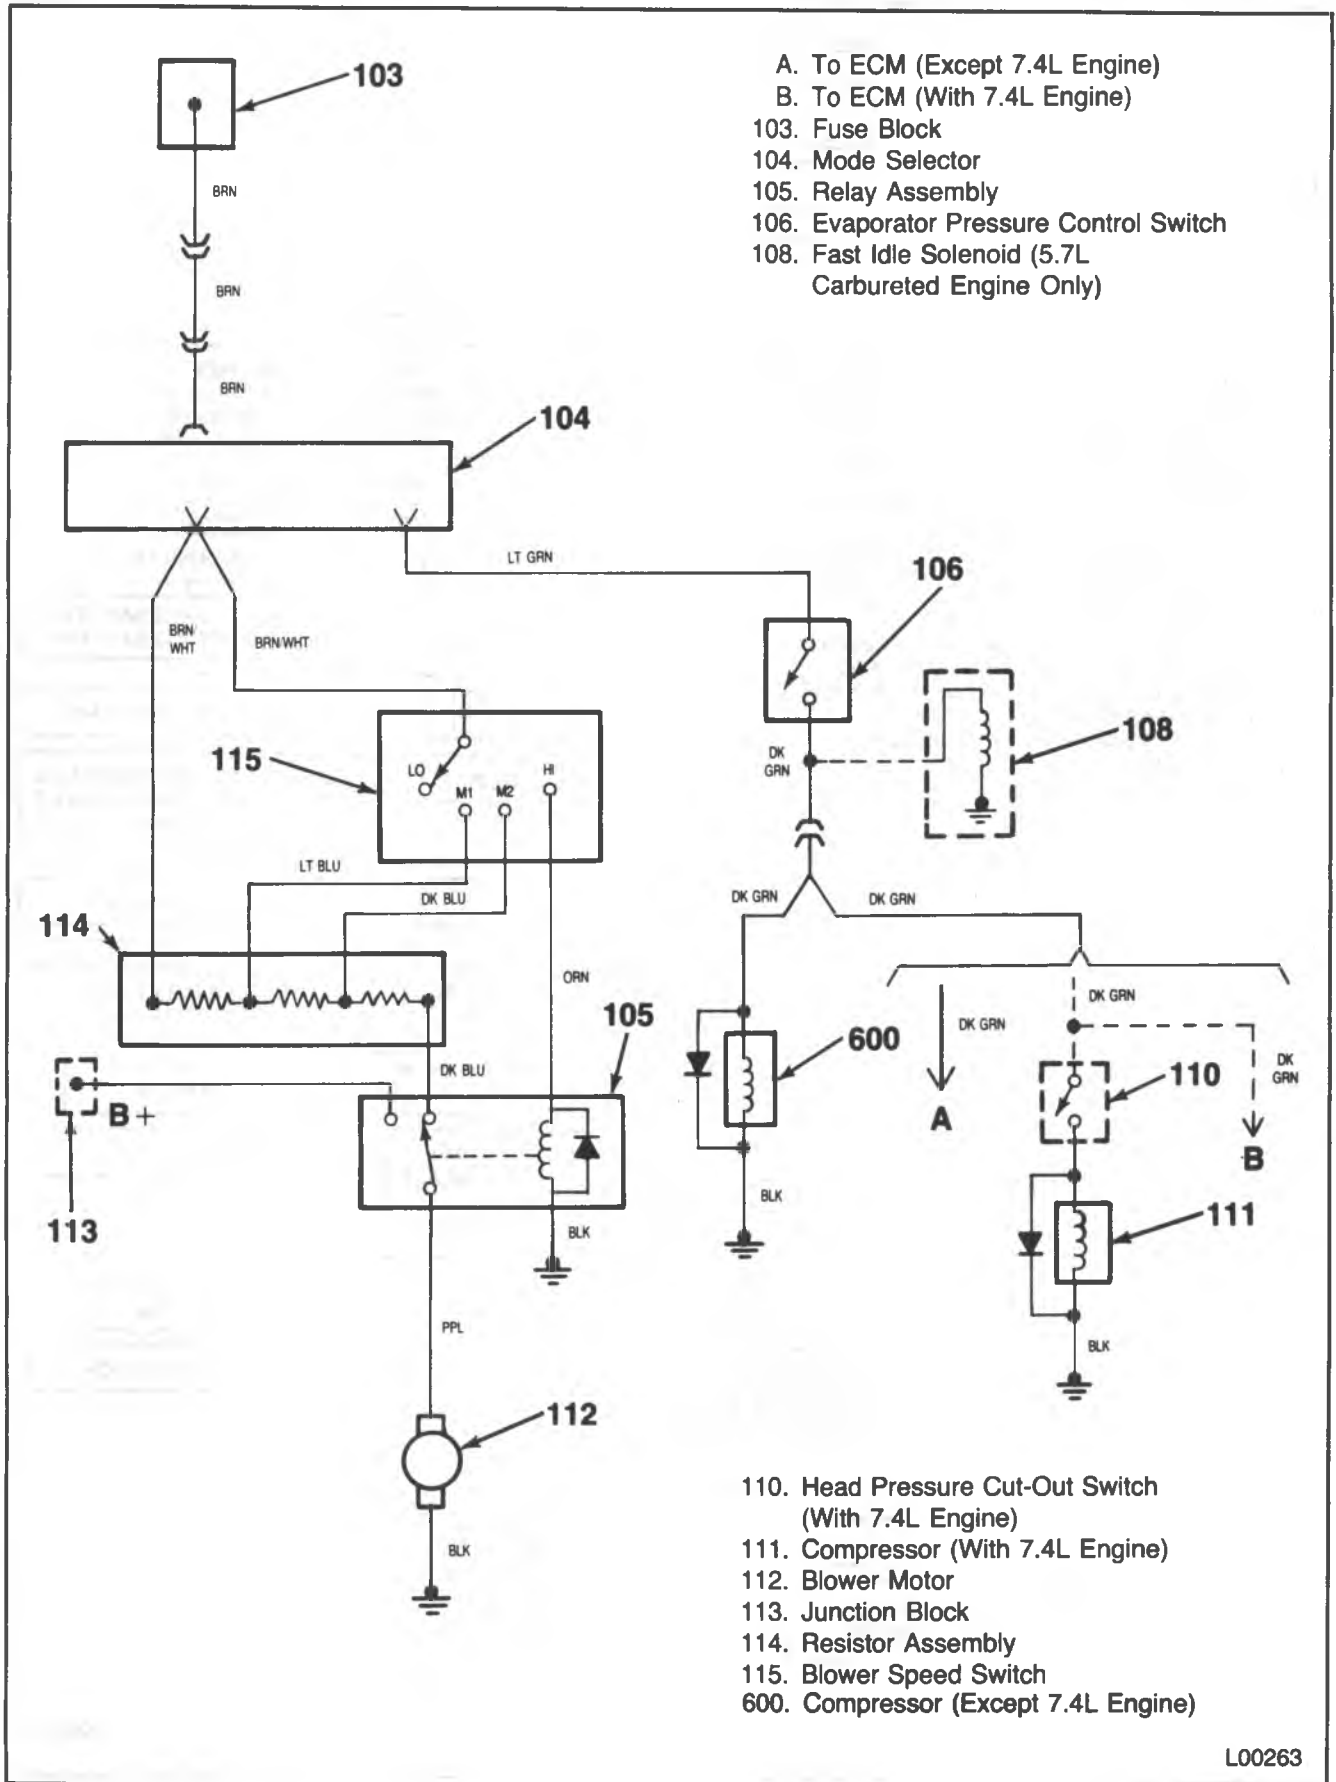 A. To ECM (Except 7.4L Engine)
B. To ECM (With 7.4L Engine)
103. Fuse Block
104. Mode Selector
105. Relay Assembly
106. Evaporator Pressure Control Switch
108. Fast Idle Solenoid (5.7L
Carbureted Engine Only)
103
BRN
BRN
BRN
104
LT GRN
106
BRN/
WHT
BRN/WHT
115
LO
M1
M2
HI
DK
GRN
108
LT BLU
DK BLU
DK GRN
DK GRN
114
ORN
DK GRN
DK GRN
105
600
DK BLU
B+
110
DK
GRN
A
B
113
BLK
BLK
111
PPL
BLK
112
BLK
110. Head Pressure Cut-Out Switch
(With 7.4L Engine)
111. Compressor (With 7.4L Engine)
112. Blower Motor
113. Junction Block
114. Resistor Assembly
115. Blower Speed Switch
600. Compressor (Except 7.4L Engine)
L00263